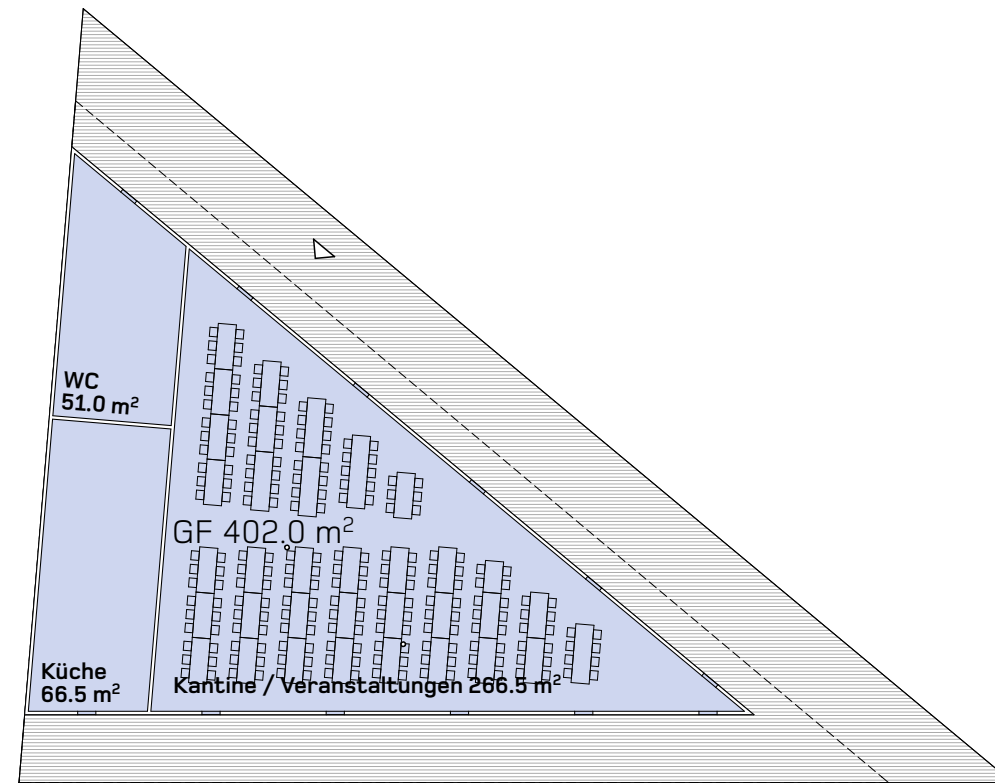 WC
51.0 m²
GF 402.0 m²
Küche
66.5 m²
Kantine / Veranstaltungen 266.5 m²